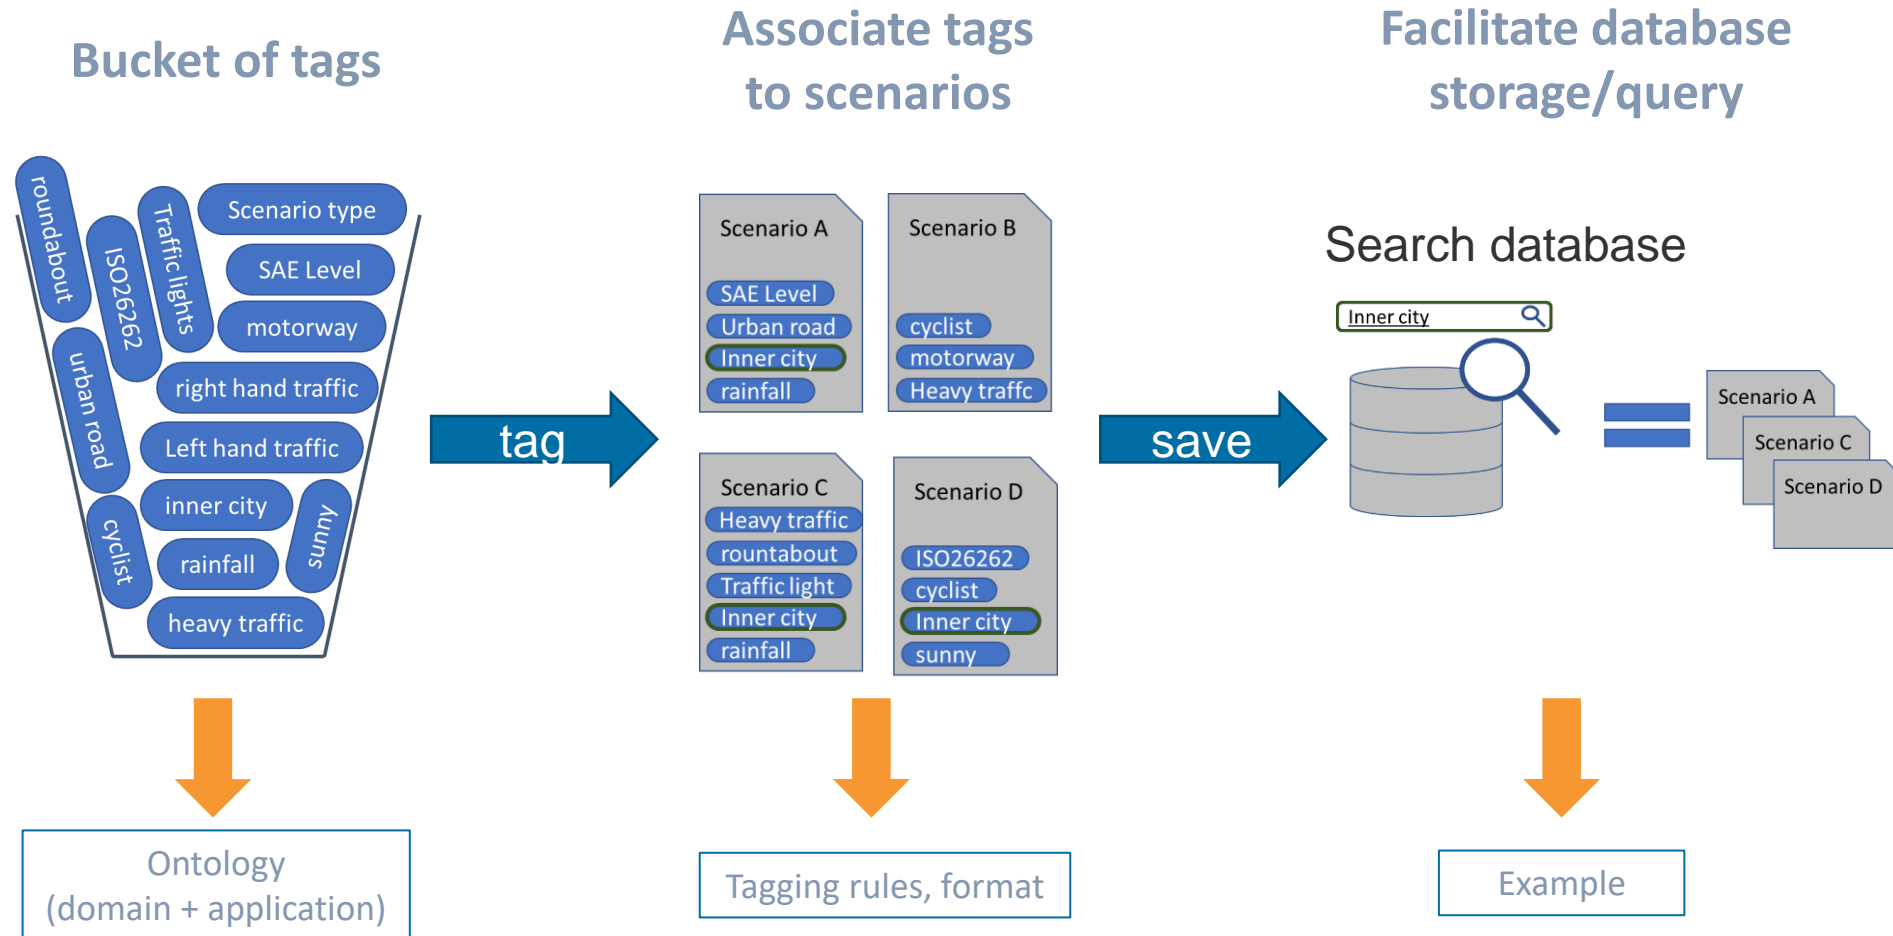 Bucket of tags
Associate tags
to scenarios
Facilitate database
storage/query
roundabout
ISO26262
Traffic lights
Scenario type
SAE Level
motorway
urban road
right hand traffic
Left hand traffic
inner city
sunny
cyclist
rainfall
heavy traffic
tag
Scenario A
SAE Level
Urban road
Inner city
rainfall
Scenario B
cyclist
motorway
Heavy traffc
Scenario C
Heavy traffic
rountabout
Traffic light
Inner city
rainfall
Scenario D
ISO26262
cyclist
Inner city
sunny
save
Search database
Inner city
Scenario A
Scenario C
Scenario D
Ontology
(domain + application)
Tagging rules, format
Example